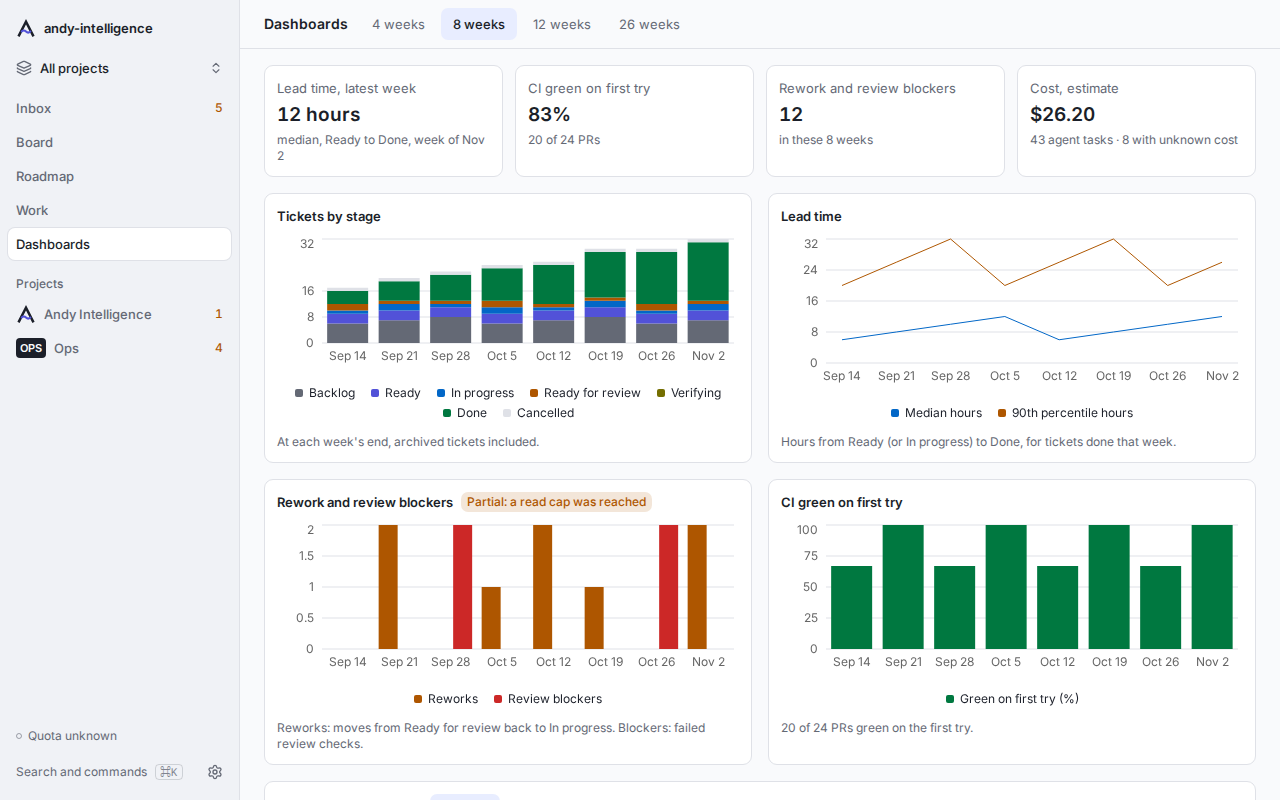 andy-intelligence
All projects
Inbox 5
Board
Roadmap
Work
Dashboards
Projects
Andy Intelligence 1
OPS Ops 4
Quota unknown
Search and commands ⌘K
Dashboards 4 weeks 8 weeks 12 weeks 26 weeks
Lead time, latest week
12 hours
median, Ready to Done, week of Nov
2
CI green on first try
83%
20 of 24 PRs
Rework and review blockers
12
in these 8 weeks
Cost, estimate
$26.20
43 agent tasks · 8 with unknown cost
Tickets by stage
32
16
8
0
Sep 14 Sep 21 Sep 28 Oct 5 Oct 12 Oct 19 Oct 26 Nov 2
Backlog Ready In progress Ready for review Verifying
Done Cancelled
At each week's end, archived tickets included.
Lead time
32
24
16
8
0
Sep 14 Sep 21 Sep 28 Oct 5 Oct 12 Oct 19 Oct 26 Nov 2
Median hours 90th percentile hours
Hours from Ready (or In progress) to Done, for tickets done that week.
Rework and review blockers Partial: a read cap was reached
2
1.5
1
0.5
0
Sep 14 Sep 21 Sep 28 Oct 5 Oct 12 Oct 19 Oct 26 Nov 2
Reworks Review blockers
Reworks: moves from Ready for review back to In progress. Blockers: failed
review checks.
CI green on first try
100
75
50
25
0
Sep 14 Sep 21 Sep 28 Oct 5 Oct 12 Oct 19 Oct 26 Nov 2
Green on first try (%)
20 of 24 PRs green on the first try.